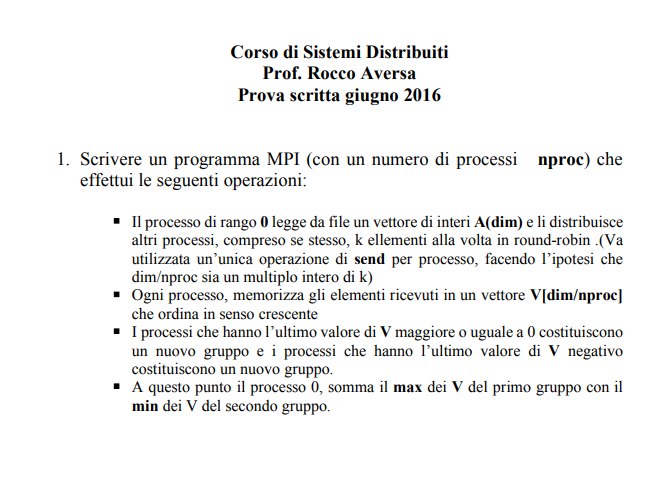 Corso di Sistemi Distribuiti
Prof. Rocco Aversa
Prova scritta giugno 2016
1. Scrivere un programma MPI (con un numero di processi nproc) che
effettui le seguenti operazioni:
▪ Il processo di rango 0 legge da file un vettore di interi A(dim) e li distribuisce
altri processi, compreso se stesso, k ellementi alla volta in round-robin .(Va
utilizzata un'unica operazione di send per processo, facendo l'ipotesi che
dim/nproc sia un multiplo intero di k)
▪ Ogni processo, memorizza gli elementi ricevuti in un vettore V[dim/nproc]
che ordina in senso crescente
▪ I processi che hanno l'ultimo valore di V maggiore o uguale a 0 costituiscono
un nuovo gruppo e i processi che hanno l'ultimo valore di V negativo
costituiscono un nuovo gruppo.
▪ A questo punto il processo 0, somma il max dei V del primo gruppo con il
min dei V del secondo gruppo.